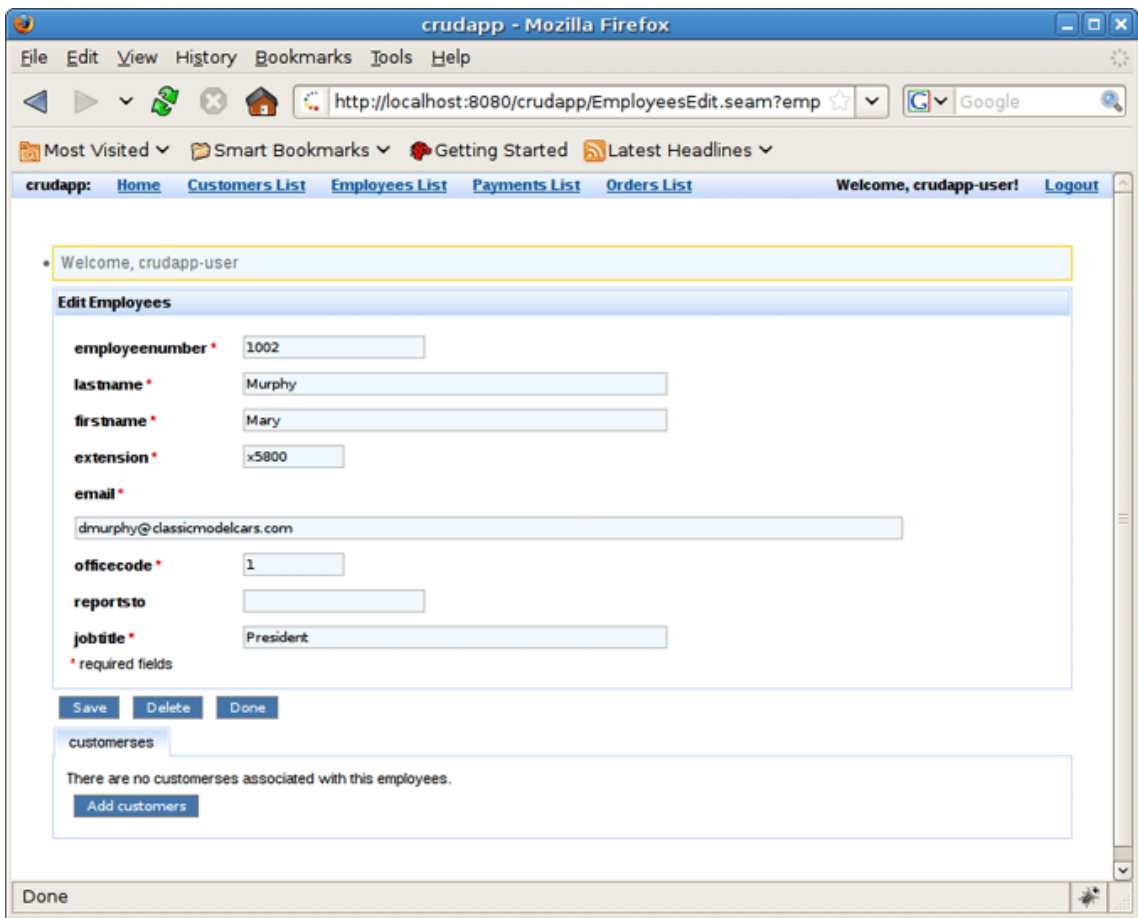 crudapp - Mozilla Firefox
File Edit View History Bookmarks Tools Help
http://localhost:8080/crudapp/EmployeesEdit.seam?emp G Google
Most Visited Smart Bookmarks Getting Started Latest Headlines
crudapp: Home Customers List Employees List Payments List Orders List Welcome, crudapp-user! Logout
• Welcome, crudapp-user
Edit Employees
employeenumber * 1002
lastname * Murphy
firstname * Mary
extension * x5800
email *
dmurphy@classicmodelcars.com
officecode * 1
reportsto
jobtitle * President
* required fields
Save Delete Done
customerses
There are no customerses associated with this employees.
Add customers
Done